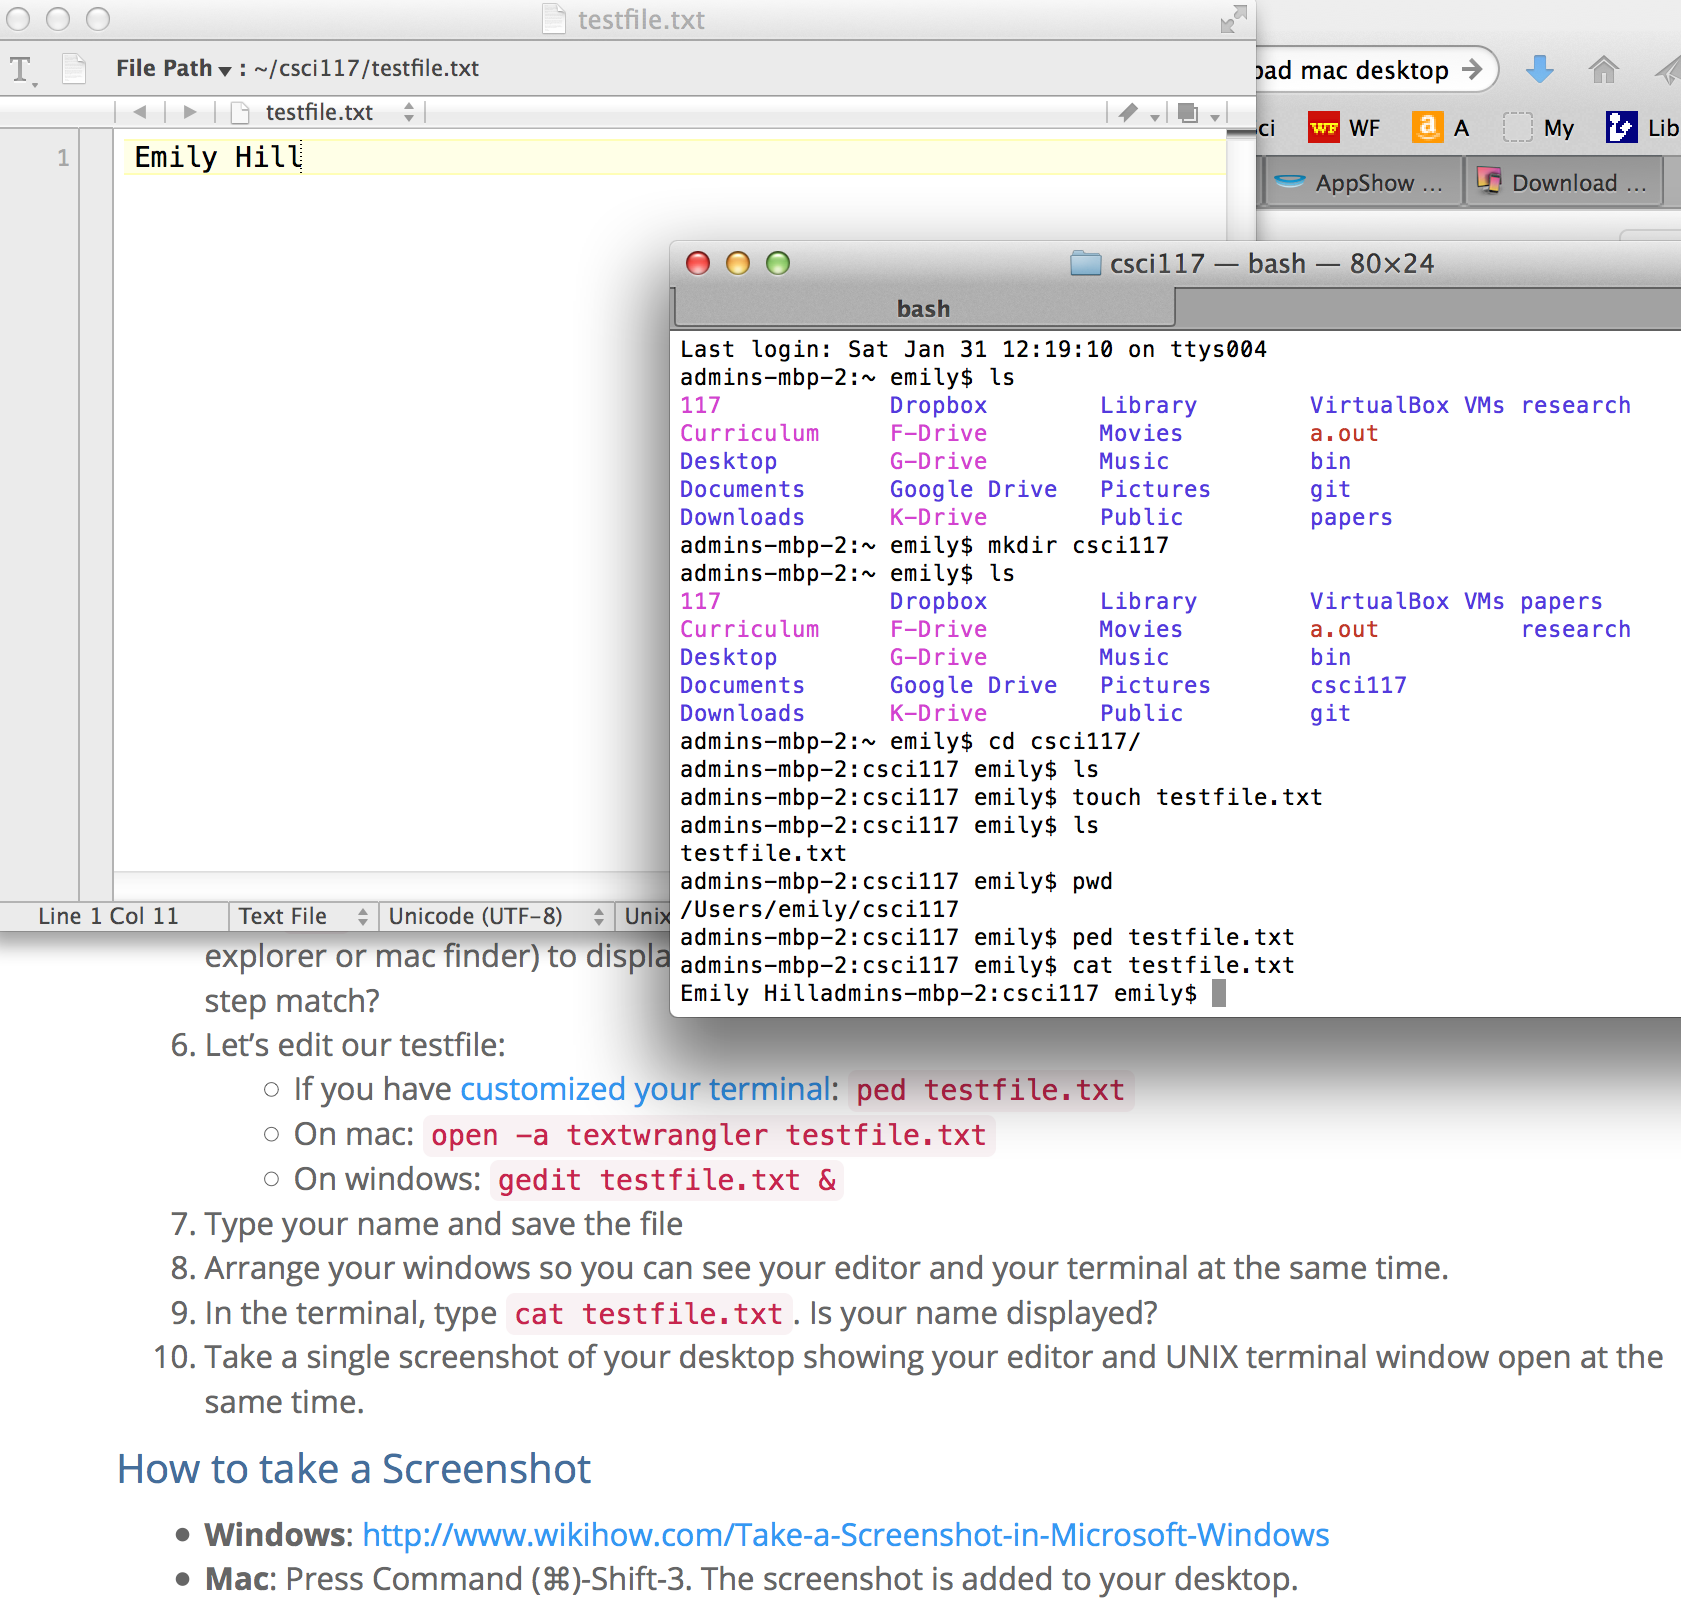 testfile.txt
File Path : ~/csci117/testfile.txt
testfile.txt
1
Emily Hill
Line 1 Col 11 Text File Unicode (UTF-8) Unix
pad mac desktop
ci WF A My Lib
AppShow ... Download ...
csci117 — bash — 80×24
bash
Last login: Sat Jan 31 12:19:10 on ttys004
admins-mbp-2:~ emily$ ls
117 Dropbox Library VirtualBox VMs research
Curriculum F-Drive Movies a.out
Desktop G-Drive Music bin
Documents Google Drive Pictures git
Downloads K-Drive Public papers
admins-mbp-2:~ emily$ mkdir csci117
admins-mbp-2:~ emily$ ls
117 Dropbox Library VirtualBox VMs papers
Curriculum F-Drive Movies a.out research
Desktop G-Drive Music bin
Documents Google Drive Pictures csci117
Downloads K-Drive Public git
admins-mbp-2:~ emily$ cd csci117/
admins-mbp-2:csci117 emily$ ls
admins-mbp-2:csci117 emily$ touch testfile.txt
admins-mbp-2:csci117 emily$ ls
testfile.txt
admins-mbp-2:csci117 emily$ pwd
/Users/emily/csci117
admins-mbp-2:csci117 emily$ ped testfile.txt
admins-mbp-2:csci117 emily$ cat testfile.txt
Emily Hilladmins-mbp-2:csci117 emily$
explorer or mac finder) to displa
step match?
6. Let’s edit our testfile:
If you have customized your terminal: ped testfile.txt
On mac: open -a textwrangler testfile.txt
On windows: gedit testfile.txt &
7. Type your name and save the file
8. Arrange your windows so you can see your editor and your terminal at the same time.
9. In the terminal, type cat testfile.txt. Is your name displayed?
10. Take a single screenshot of your desktop showing your editor and UNIX terminal window open at the
same time.
How to take a Screenshot
Windows: http://www.wikihow.com/Take-a-Screenshot-in-Microsoft-Windows
Mac: Press Command (⌘)-Shift-3. The screenshot is added to your desktop.